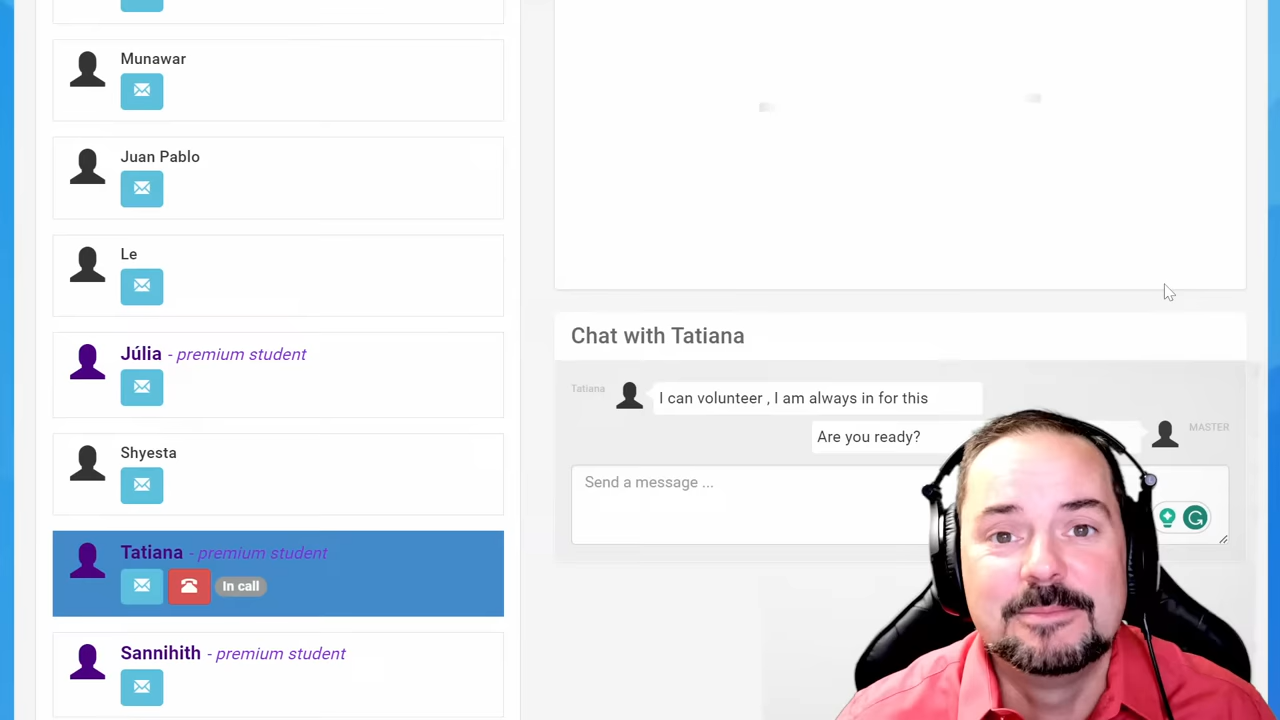 Munawar
Juan Pablo
Le
Júlia - premium student
Shyesta
Tatiana - premium student
In call
Sannihith - premium student
Chat with Tatiana
Tatiana
I can volunteer , I am always in for this
Are you ready?
MASTER
Send a message ...